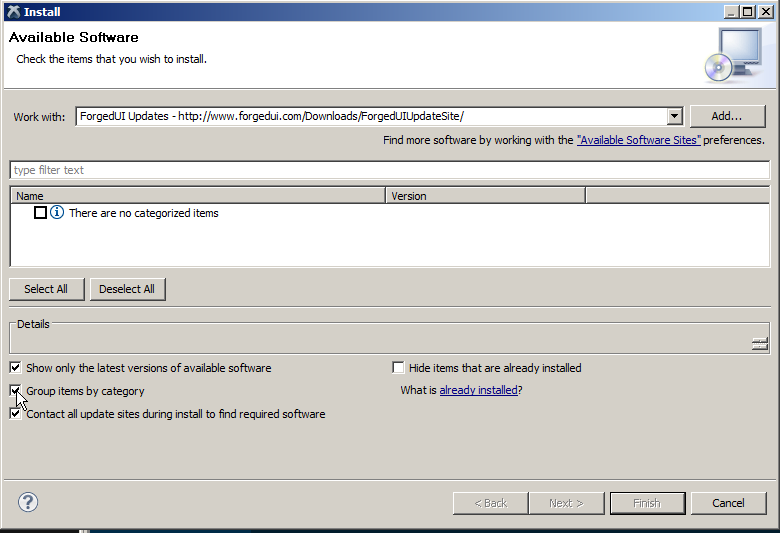 Install
Available Software
Check the items that you wish to install.
Work with: ForgedUI Updates - http://www.forgedui.com/Downloads/ForgedUIUpdateSite/ Add...
Find more software by working with the "Available Software Sites" preferences.
type filter text
Name Version
There are no categorized items
Select All Deselect All
Details
Show only the latest versions of available software Hide items that are already installed
Group items by category What is already installed?
Contact all update sites during install to find required software
? < Back Next > Finish Cancel